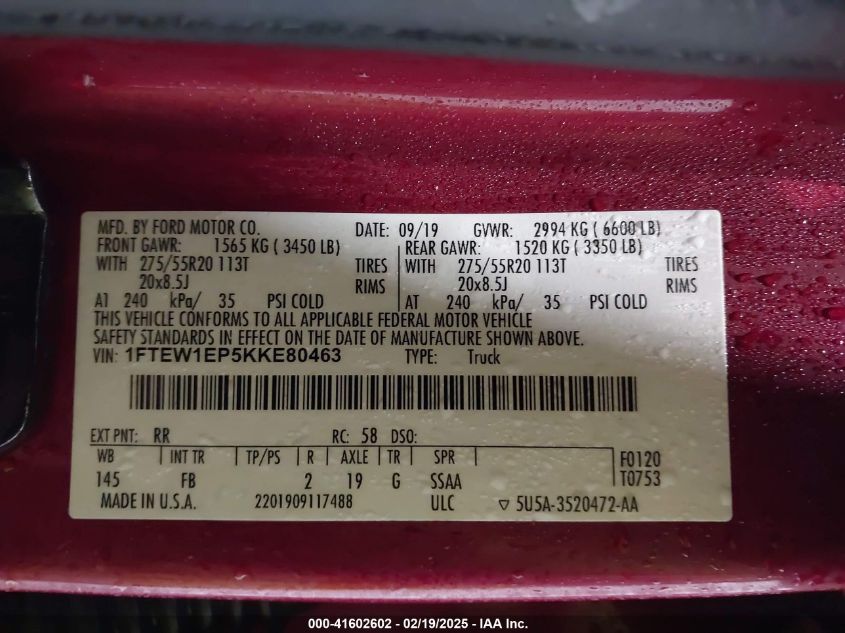 MFD. BY FORD MOTOR CO. DATE: 09/19 GVWR: 2994 KG ( 6600 LB)
FRONT GAWR: 1565 KG ( 3450 LB) REAR GAWR: 1520 KG ( 3350 LB)
WITH 275/55R20 113T TIRES WITH 275/55R20 113T TIRES
20x8.5J RIMS 20x8.5J RIMS
AT 240 kPa/ 35 PSI COLD AT 240 kPa/ 35 PSI COLD
THIS VEHICLE CONFORMS TO ALL APPLICABLE FEDERAL MOTOR VEHICLE
SAFETY STANDARDS IN EFFECT ON THE DATE OF MANUFACTURE SHOWN ABOVE.
VIN: 1FTEW1EP5KKE80463 TYPE: Truck
EXT PNT: RR RC: 58 DSO:
WB INT TR TP/PS R AXLE TR SPR F0120
145 FB 2 19 G SSAA T0753
MADE IN U.S.A. 2201909117488 ULC ▽ 5U5A-3520472-AA
000-41602602 - 02/19/2025 - IAA Inc.